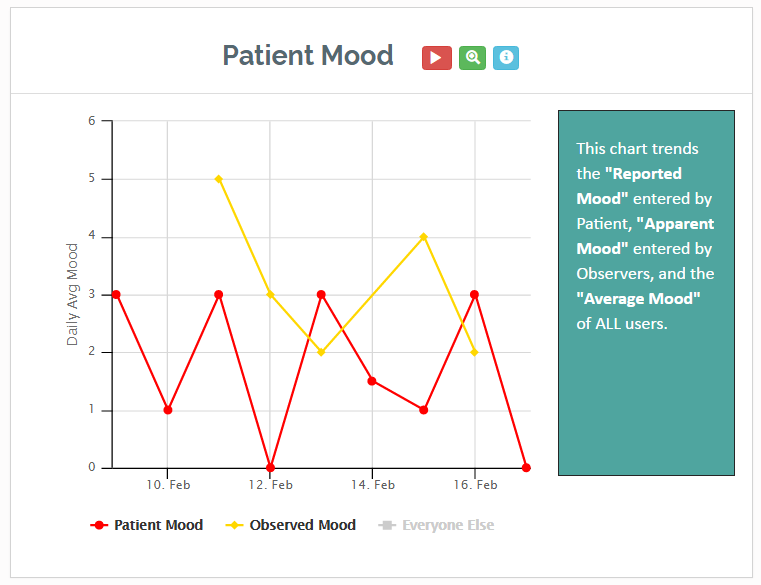 Patient Mood
6
5
4
3
2
1
0
Daily Avg Mood
10. Feb
12. Feb
14. Feb
16. Feb
Patient Mood
Observed Mood
Everyone Else
This chart trends
the "Reported
Mood" entered by
Patient, "Apparent
Mood" entered by
Observers, and the
"Average Mood"
of ALL users.